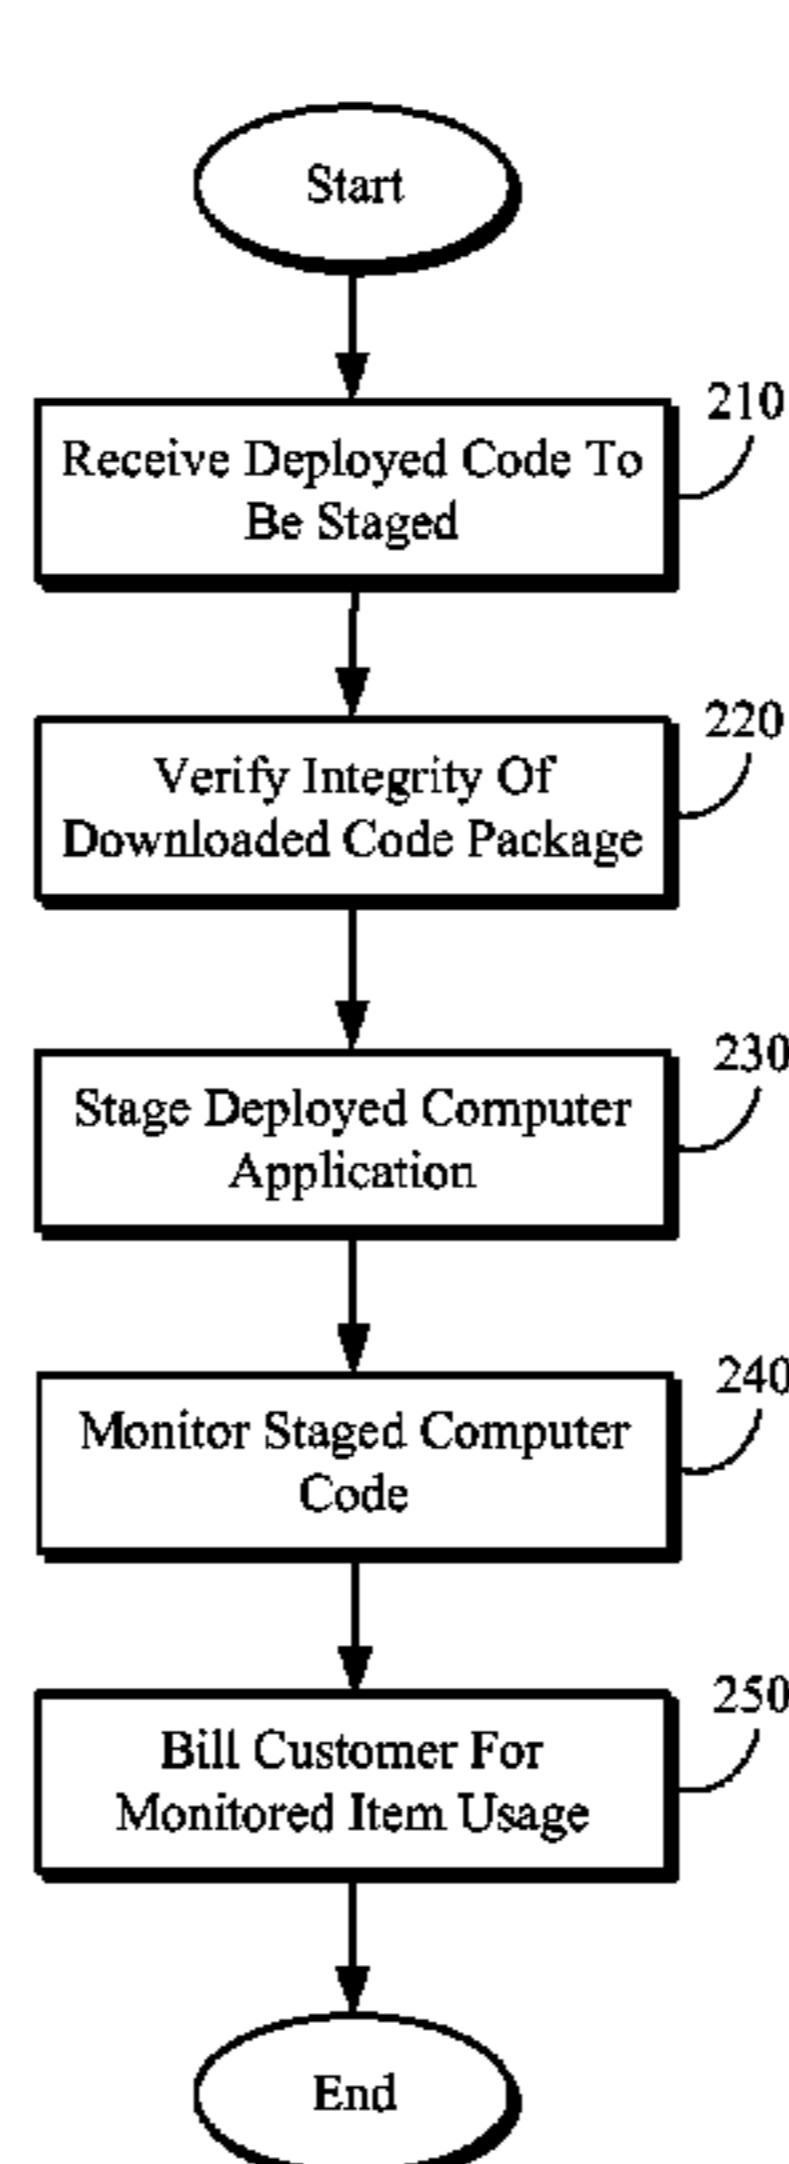 Start
210
Receive Deployed Code To
Be Staged
220
Verify Integrity Of
Downloaded Code Package
230
Stage Deployed Computer
Application
240
Monitor Staged Computer
Code
250
Bill Customer For
Monitored Item Usage
End